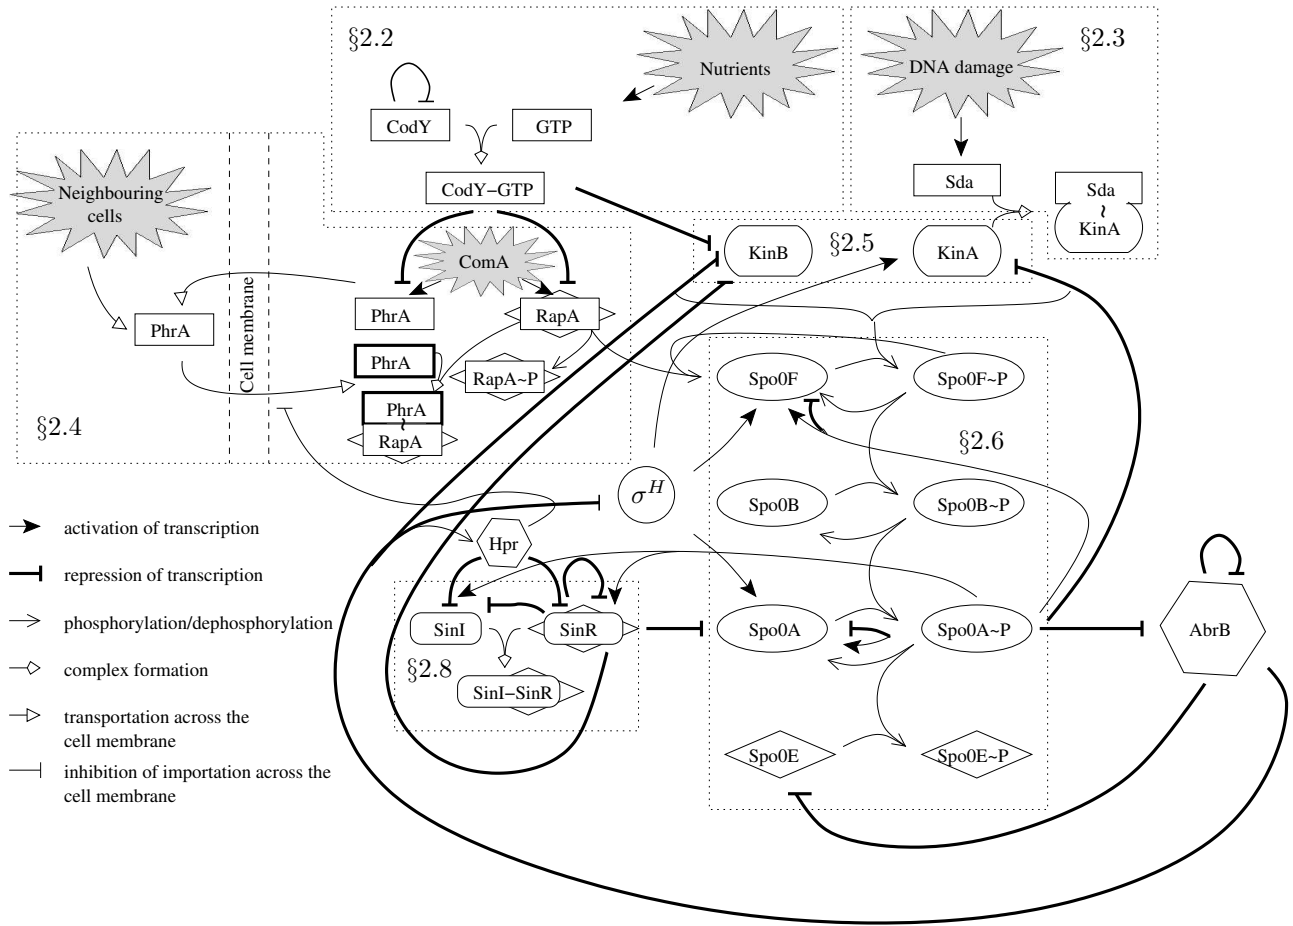 §2.2
Nutrients
CodY
GTP
CodY−GTP
§2.3
DNA damage
Sda
Sda
~
KinA
KinB
§2.5
KinA
Neighbouring
cells
PhrA
§2.4
Cell membrane
ComA
PhrA
RapA
PhrA
RapA~P
PhrA
~
RapA
Spo0F
Spo0F~P
§2.6
σH
Spo0B
Spo0B~P
Hpr
SinI
SinR
§2.8
SinI−SinR
Spo0A
Spo0A~P
AbrB
Spo0E
Spo0E~P
activation of transcription
repression of transcription
phosphorylation/dephosphorylation
complex formation
transportation across the
cell membrane
inhibition of importation across the
cell membrane